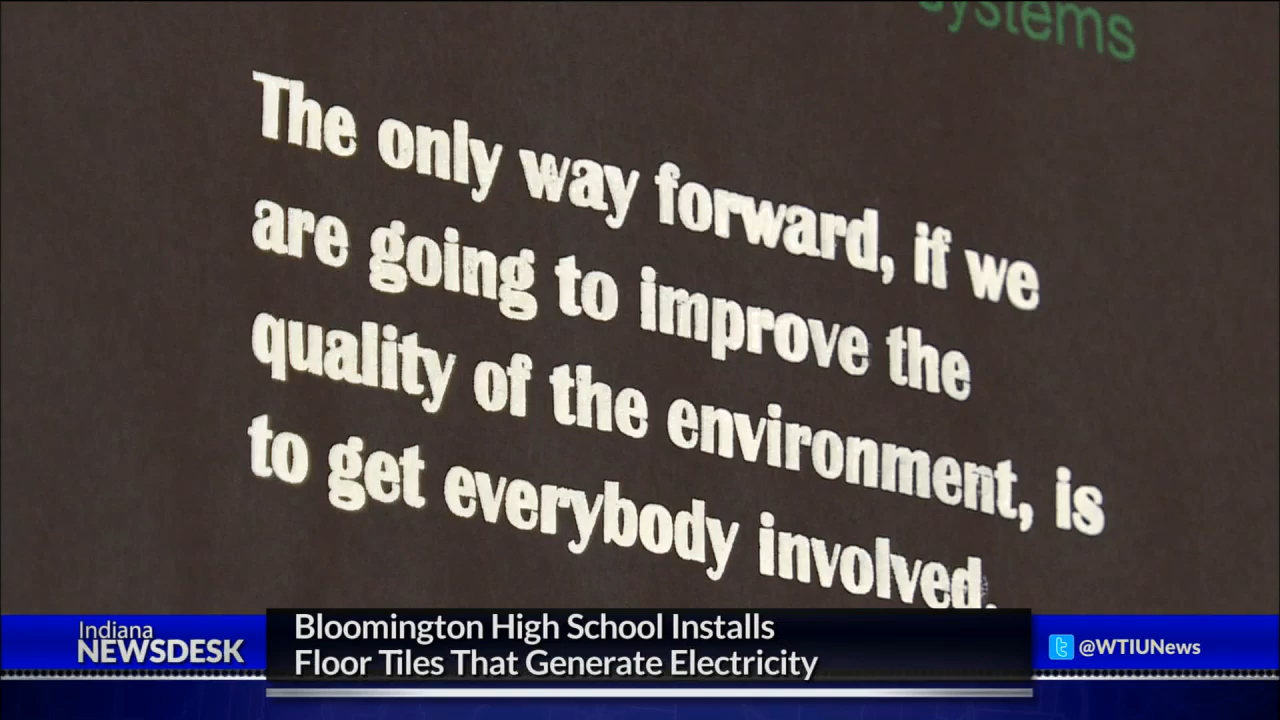 systems
The only way forward, if we
are going to improve the
quality of the environment, is
to get everybody involved.
Indiana
NEWSDESK
Bloomington High School Installs
Floor Tiles That Generate Electricity
@WTIUNews